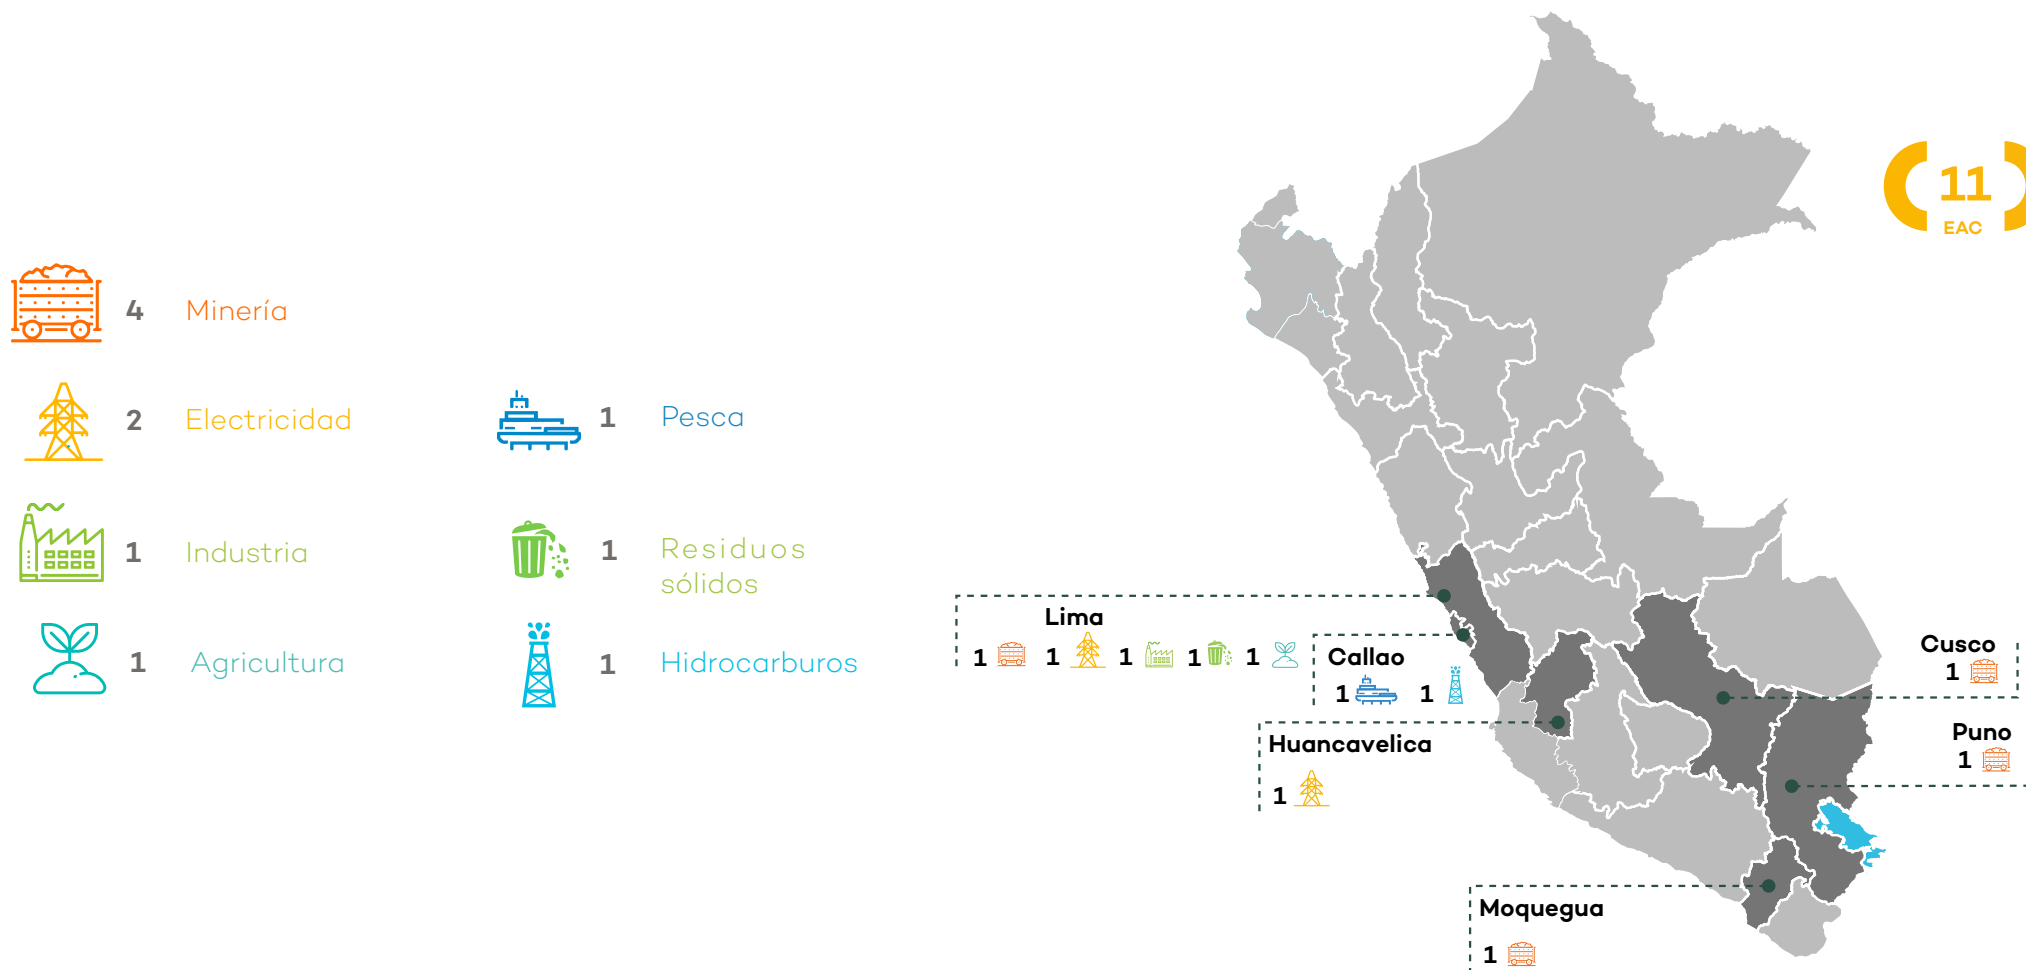 11
EAC
4 Minería
2 Electricidad
1 Pesca
1 Industria
1 Residuos
sólidos
1 Agricultura
1 Hidrocarburos
Lima
1 1 1 1 1
Callao
1 1
Huancavelica
1
Cusco
1
Puno
1
Moquegua
1